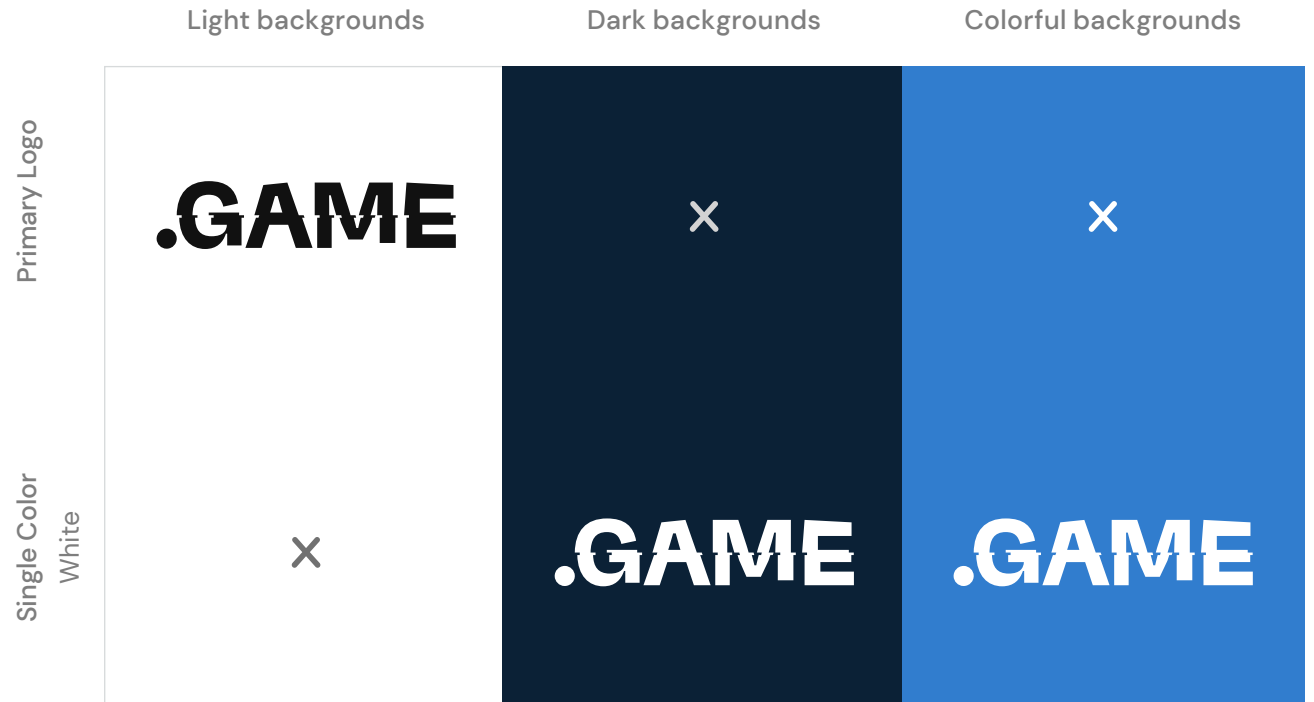 Light backgrounds
Dark backgrounds
Colorful backgrounds
Primary Logo
.GAME
Single Color
White
.GAME
.GAME